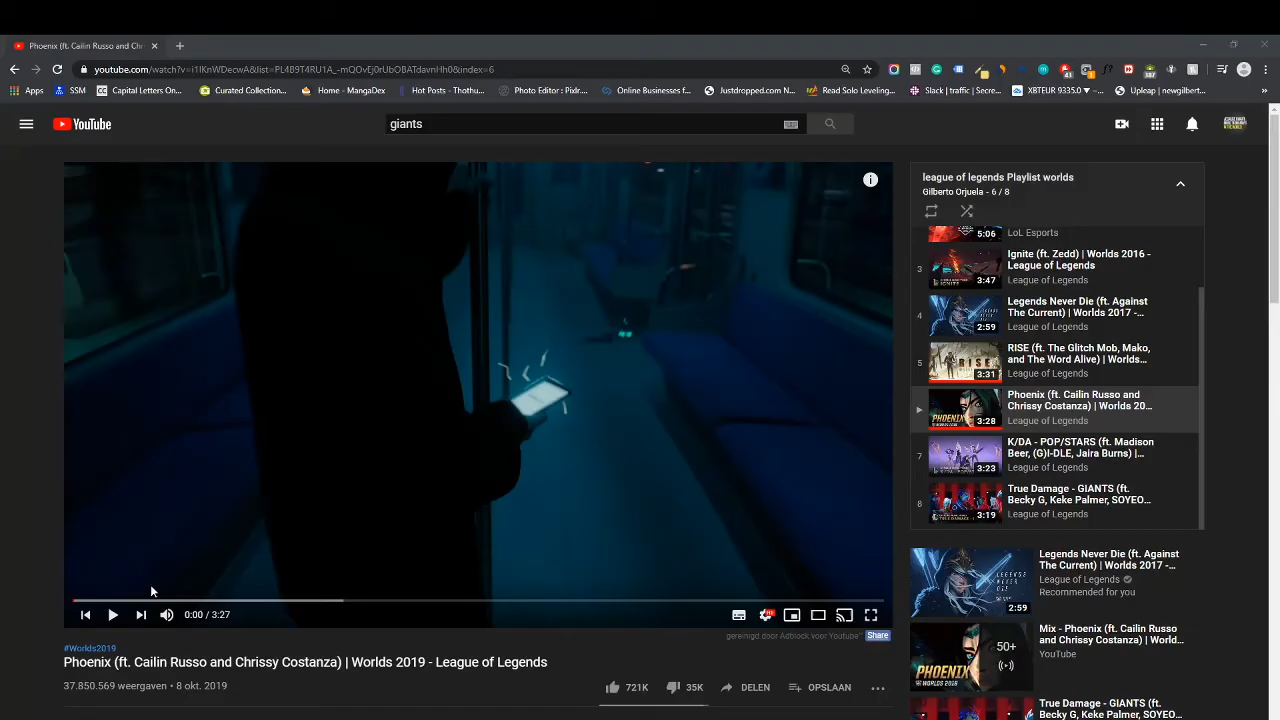 Phoenix (ft. Cailin Russo and Chr
youtube.com/watch?v=i1IKnWDecwA&list=PL4B9T4RU1A_-mQOvEj0rUbOBATdavnHh0&index=6
Apps
SSM
Capital Letters On...
Curated Collection...
Home - MangaDex
Hot Posts - Thothu...
Photo Editor : Pidr...
Online Businesses f...
Justdropped.com N...
Read Solo Leveling...
Slack | traffic | Secre...
XBTEUR 9335.0 ▼ –...
Upleap | newgilbert...
YouTube
giants
league of legends Playlist worlds
Gilberto Orjuela - 6 / 8
5:06
LoL Esports
3
3:47
Ignite (ft. Zedd) | Worlds 2016 -
League of Legends
League of Legends
4
2:59
Legends Never Die (ft. Against
The Current) | Worlds 2017 -...
League of Legends
5
RISE
3:31
RISE (ft. The Glitch Mob, Mako,
and The Word Alive) | Worlds...
League of Legends
PHOENIX
3:28
Phoenix (ft. Cailin Russo and
Chrissy Costanza) | Worlds 20...
League of Legends
7
3:23
K/DA - POP/STARS (ft. Madison
Beer, (G)I-DLE, Jaira Burns) |...
League of Legends
8
3:19
True Damage - GIANTS (ft.
Becky G, Keke Palmer, SOYEO...
League of Legends
0:00 / 3:27
gereinigd door Adblock voor Youtube™
Share
#Worlds2019
Phoenix (ft. Cailin Russo and Chrissy Costanza) | Worlds 2019 - League of Legends
37.850.569 weergaven • 8 okt. 2019
721K
35K
DELEN
OPSLAAN
LEGENDS
NEVER
DIE
2:59
Legends Never Die (ft. Against
The Current) | Worlds 2017 -...
League of Legends
Recommended for you
PHOENIX
50+
Mix - Phoenix (ft. Cailin Russo
and Chrissy Costanza) | World...
YouTube
True Damage - GIANTS (ft.
Becky G, Keke Palmer, SOYEO...